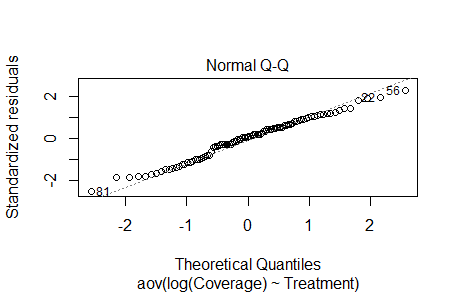 Normal Q-Q
Standardized residuals
2
0
-2
81
22
56
-2
-1
0
1
2
Theoretical Quantiles
aov(log(Coverage) ~ Treatment)